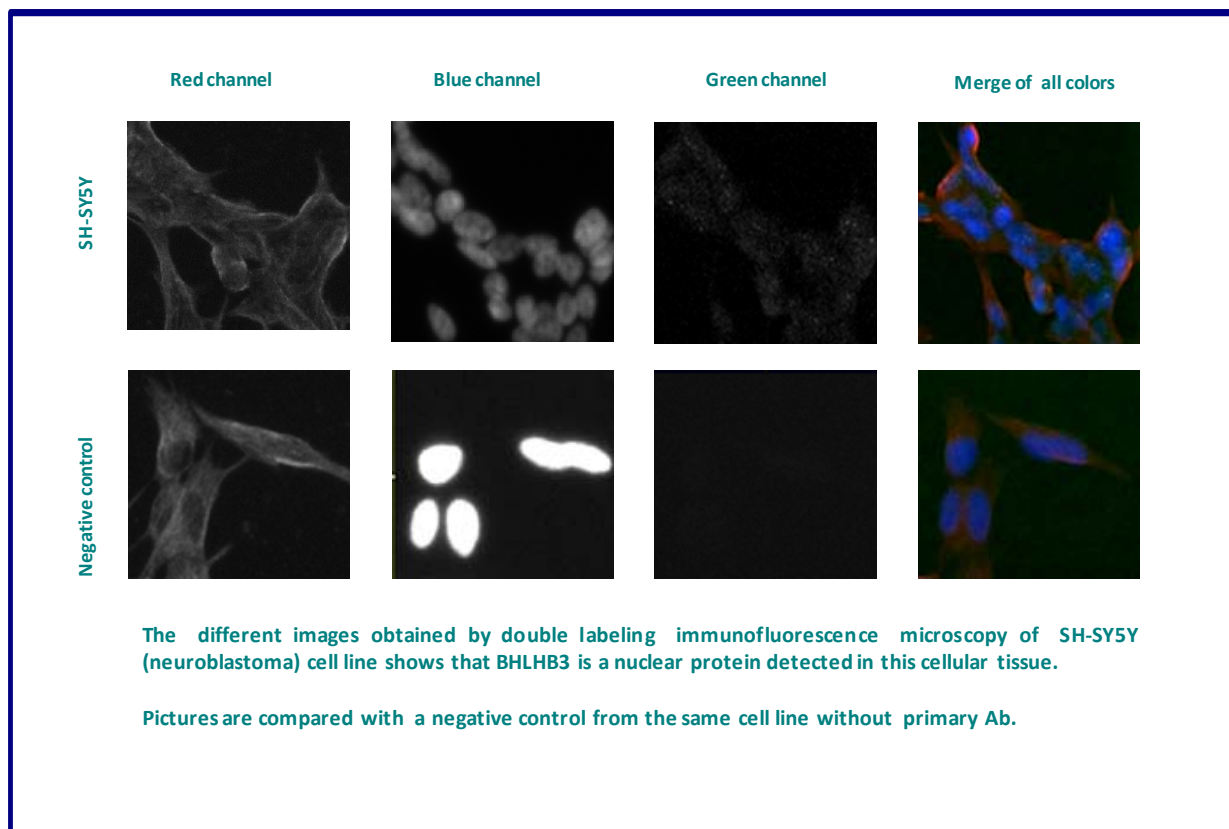 Red channel
Blue channel
Green channel
Merge of all colors
SH-SY5Y
Negative control
The different images obtained by double labeling immunofluorescence microscopy of SH-SY5Y
(neuroblastoma) cell line shows that BHLHB3 is a nuclear protein detected in this cellular tissue.
Pictures are compared with a negative control from the same cell line without primary Ab.